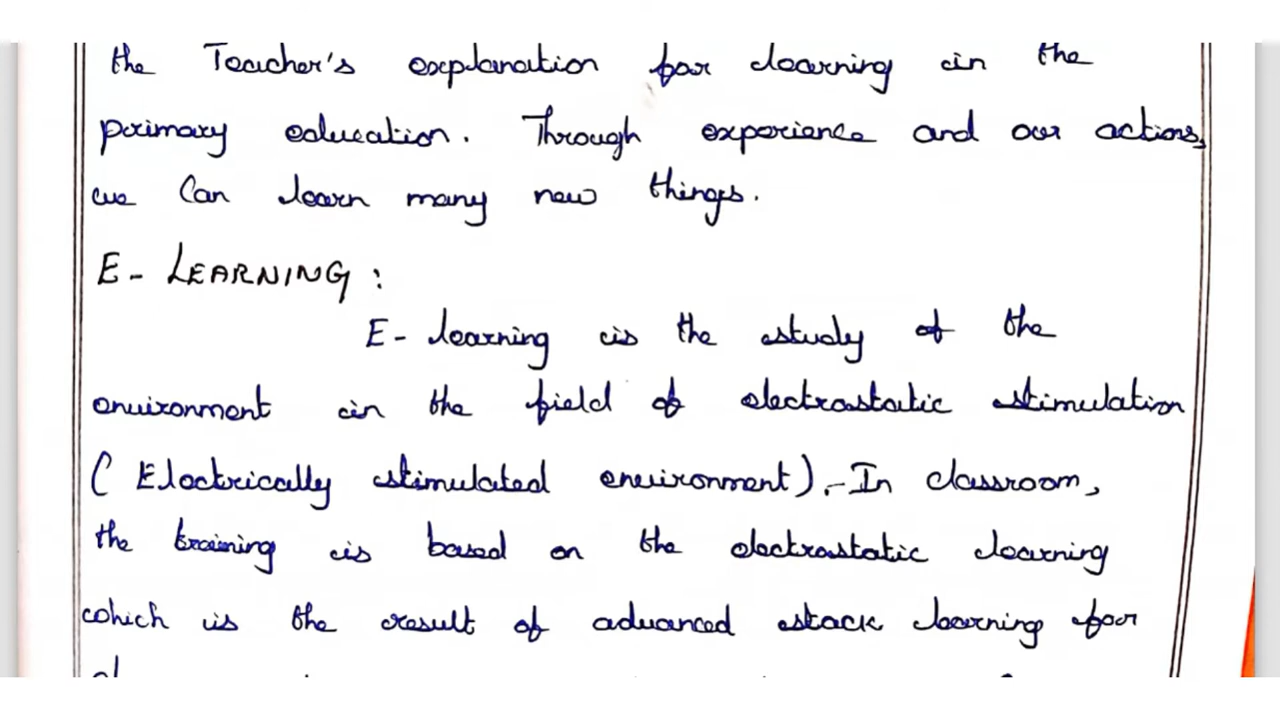 the Teacher's explanation for learning in the
primary education. Through experience and our actions,
we can learn many new things.
E- LEARNING:
E- learning is the study of the
environment in the field of electrostatic stimulation
(Electrically stimulated environment).- In classroom,
the training is based on the electrostatic learning
which is the result of advanced stack learning for